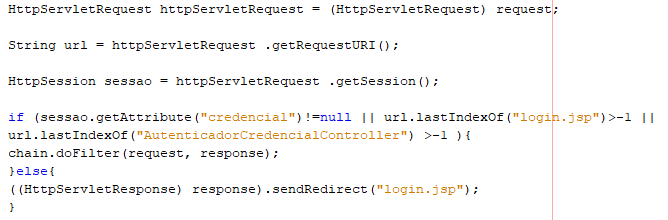 HttpServletRequest httpServletRequest = (HttpServletRequest) request;
String url = httpServletRequest .getRequestURI();
HttpSession sessao = httpServletRequest .getSession();
if (sessao.getAttribute("credencial")!=null || url.lastIndexOf("login.jsp")>-1 ||
url.lastIndexOf("AutenticadorCredencialController") >-1 ){
chain.doFilter(request, response);
}else{
((HttpServletResponse) response).sendRedirect("login.jsp");
}